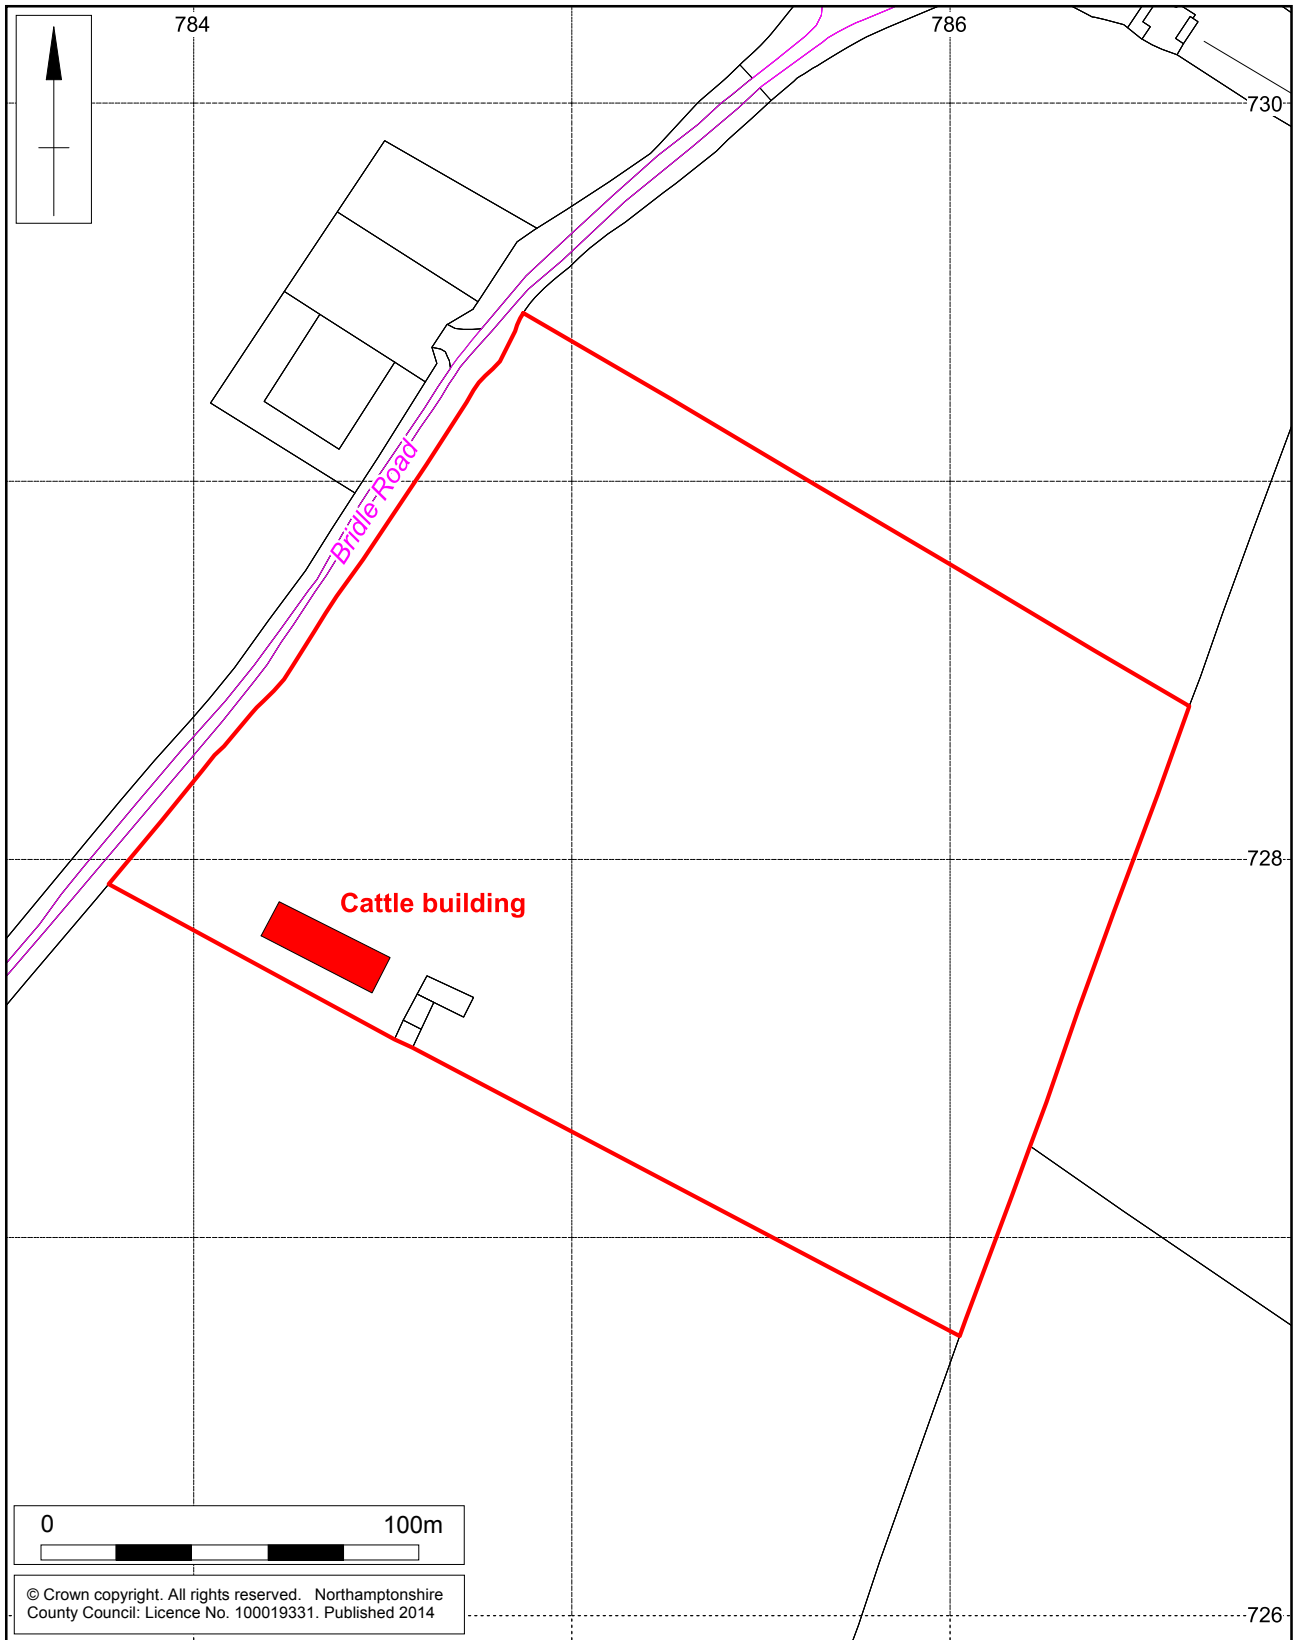 784
786
730
Bridle Road
728
Cattle building
0 100m
© Crown copyright. All rights reserved. Northamptonshire
County Council: Licence No. 100019331. Published 2014
726